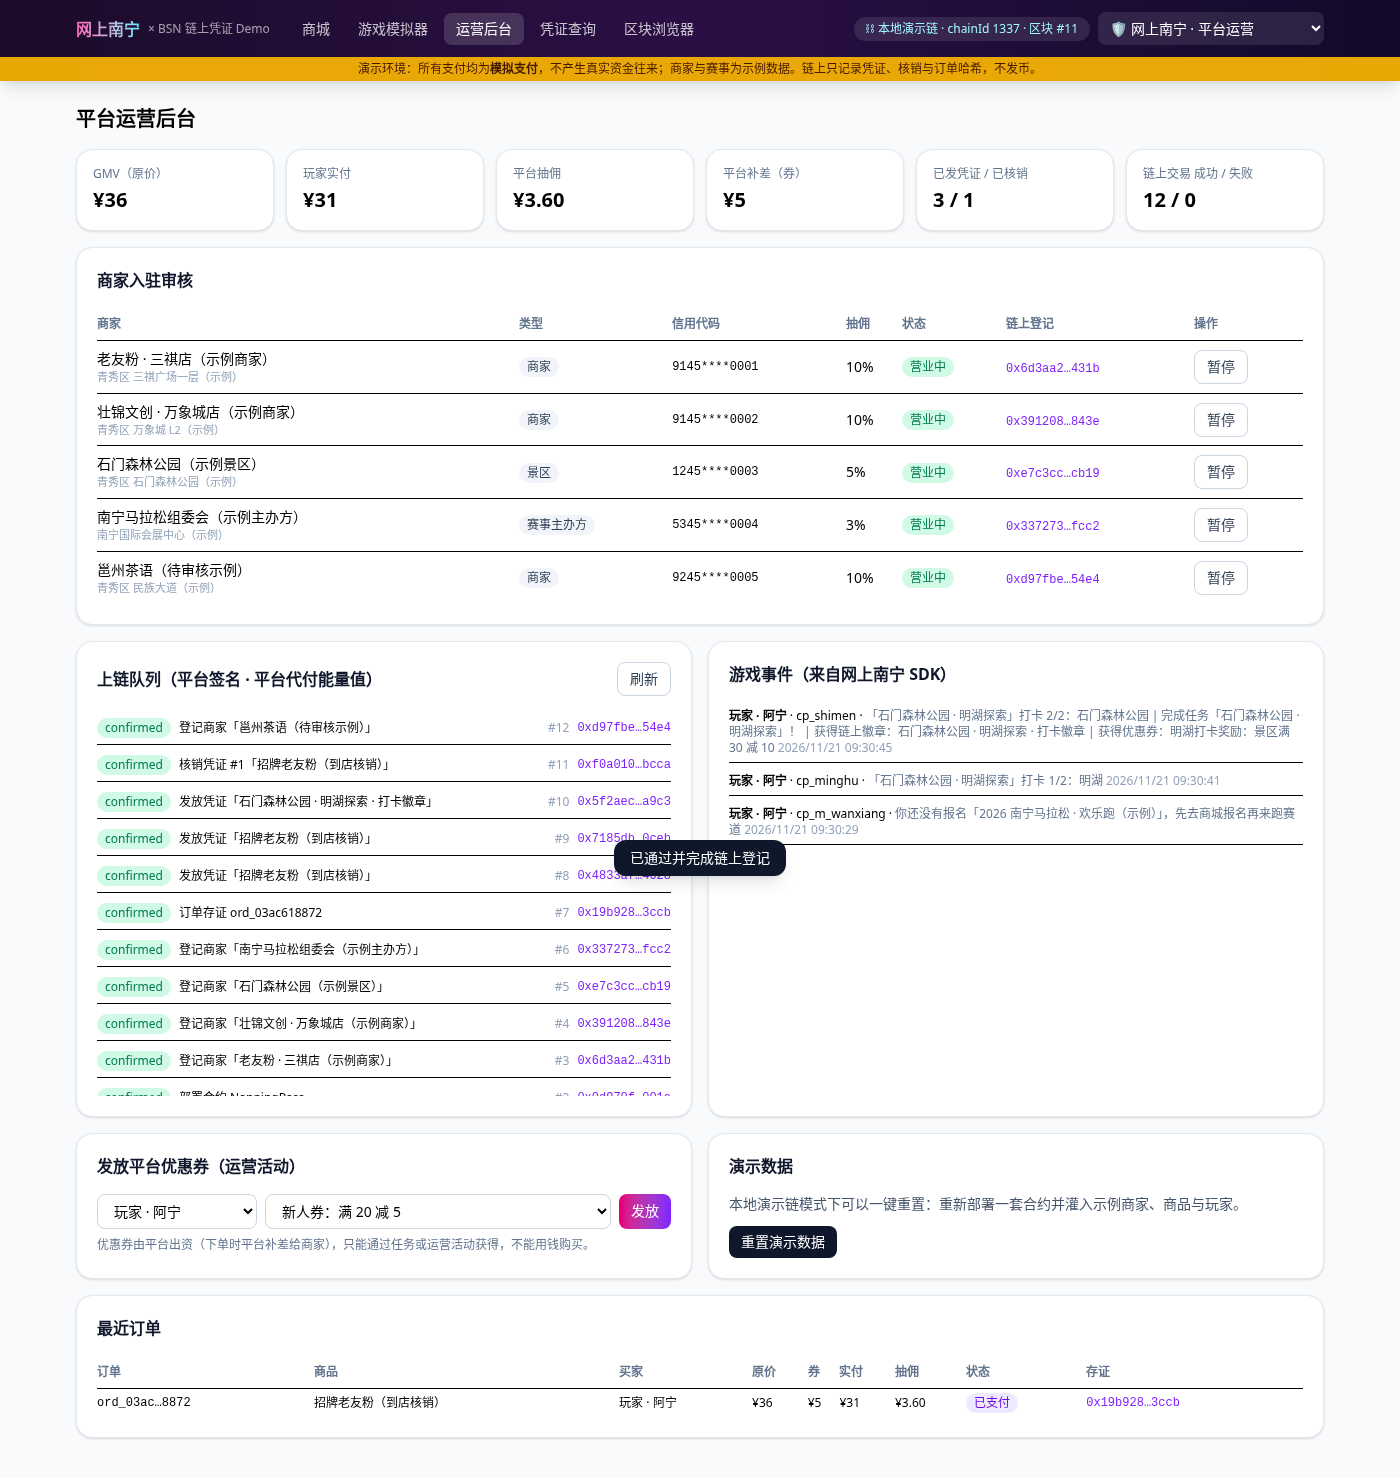 网上南宁 × BSN 链上凭证 Demo 商城 游戏模拟器 运营后台 凭证查询 区块浏览器 本地演示链 · chainId 1337 · 区块 #11 网上南宁 · 平台运营
演示环境：所有支付均为模拟支付，不产生真实资金往来；商家与赛事为示例数据。链上只记录凭证、核销与订单哈希，不发币。
平台运营后台
GMV（原价） 玩家实付 平台抽佣 平台补差（券） 已发凭证 / 已核销 链上交易 成功 / 失败
¥36 ¥31 ¥3.60 ¥5 3 / 1 12 / 0
商家入驻审核
商家 类型 信用代码 抽佣 状态 链上登记 操作
老友粉 · 三祺店（示例商家）
青秀区 三祺广场一层（示例）
商家 9145****0001 10% 营业中 0x6d3aa2…431b 暂停
壮锦文创 · 万象城店（示例商家）
青秀区 万象城 L2（示例）
商家 9145****0002 10% 营业中 0x391208…843e 暂停
石门森林公园（示例景区）
青秀区 石门森林公园（示例）
景区 1245****0003 5% 营业中 0xe7c3cc…cb19 暂停
南宁马拉松组委会（示例主办方）
南宁国际会展中心（示例）
赛事主办方 5345****0004 3% 营业中 0x337273…fcc2 暂停
邕州茶语（待审核示例）
青秀区 民族大道（示例）
商家 9245****0005 10% 营业中 0xd97fbe…54e4 暂停
上链队列（平台签名 · 平台代付能量值） 刷新
confirmed 登记商家「邕州茶语（待审核示例）」 #12 0xd97fbe…54e4
confirmed 核销凭证 #1「招牌老友粉（到店核销）」 #11 0xf0a010…bcca
confirmed 发放凭证「石门森林公园 · 明湖探索 · 打卡徽章」 #10 0x5f2aec…a9c3
confirmed 发放凭证「招牌老友粉（到店核销）」 #9
confirmed 发放凭证「招牌老友粉（到店核销）」 #8
confirmed 订单存证 ord_03ac618872 #7 0x19b928…3ccb
confirmed 登记商家「南宁马拉松组委会（示例主办方）」 #6 0x337273…fcc2
confirmed 登记商家「石门森林公园（示例景区）」 #5 0xe7c3cc…cb19
confirmed 登记商家「壮锦文创 · 万象城店（示例商家）」 #4 0x391208…843e
confirmed 登记商家「老友粉 · 三祺店（示例商家）」 #3 0x6d3aa2…431b
游戏事件（来自网上南宁 SDK）
玩家 · 阿宁 · cp_shimen · 「石门森林公园 · 明湖探索」打卡 2/2：石门森林公园 | 完成任务「石门森林公园 ·
明湖探索」！ | 获得链上徽章：石门森林公园 · 明湖探索 · 打卡徽章 | 获得优惠券：明湖打卡奖励：景区满
30 减 10 2026/11/21 09:30:45
玩家 · 阿宁 · cp_minghu · 「石门森林公园 · 明湖探索」打卡 1/2：明湖 2026/11/21 09:30:41
玩家 · 阿宁 · cp_m_wanxiang · 你还没有报名「2026 南宁马拉松 · 欢乐跑（示例）」，先去商城报名再来跑赛
道 2026/11/21 09:30:29
已通过并完成链上登记
发放平台优惠券（运营活动）
玩家 · 阿宁 新人券：满 20 减 5 发放
优惠券由平台出资（下单时平台补差给商家），只能通过任务或运营活动获得，不能用钱购买。
演示数据
本地演示链模式下可以一键重置：重新部署一套合约并灌入示例商家、商品与玩家。
重置演示数据
最近订单
订单 商品 买家 原价 券 实付 抽佣 状态 存证
ord_03ac…8872 招牌老友粉（到店核销） 玩家 · 阿宁 ¥36 ¥5 ¥31 ¥3.60 已支付 0x19b928…3ccb